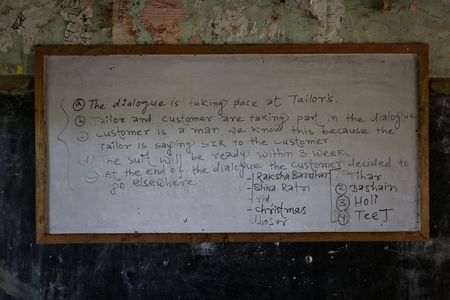 (a) The dialogue is taking pace at Tailor's.
(b) Tailor and customer are taking part in the dialogue
(c) Customer is a man. we know this because the
Tailor is saying SIR to the customer
(d) The suit will be ready within 3 week
(e) At the end of the dialogue the customer decided to
go elsewhere
- Raksha Bandhan
- Shiva Ratri
- Christmas
1 Tihar
2 Dashain
3 Holi
4 Teej